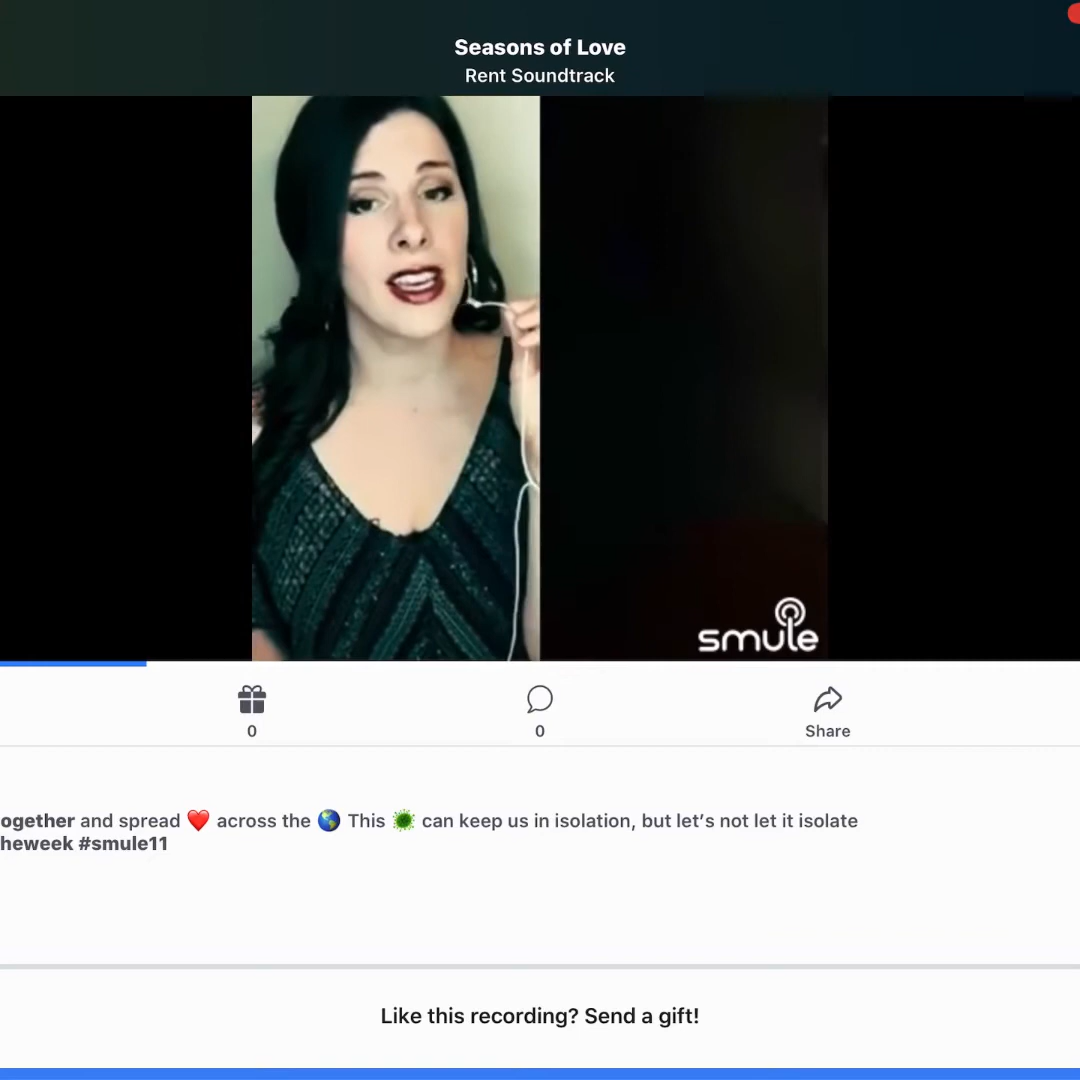 Seasons of Love
Rent Soundtrack
smule
0
0
Share
ogether and spread ❤️ across the 🌎 This 🦠 can keep us in isolation, but let’s not let it isolate
heweek #smule11
Like this recording? Send a gift!